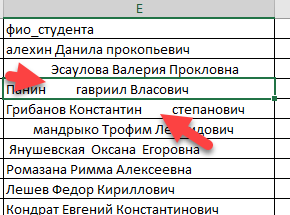 E
фио_студента
алехин Данила прокопьевич
Эсаулова Валерия Прокловна
Панин гавриил Власович
Грибанов Константин степанович
мандрыко Трофим
Янушевская Оксана Егоровна
Ромазана Римма Алексеевна
Лешев Федор Кириллович
Кондрат Евгений Константинович